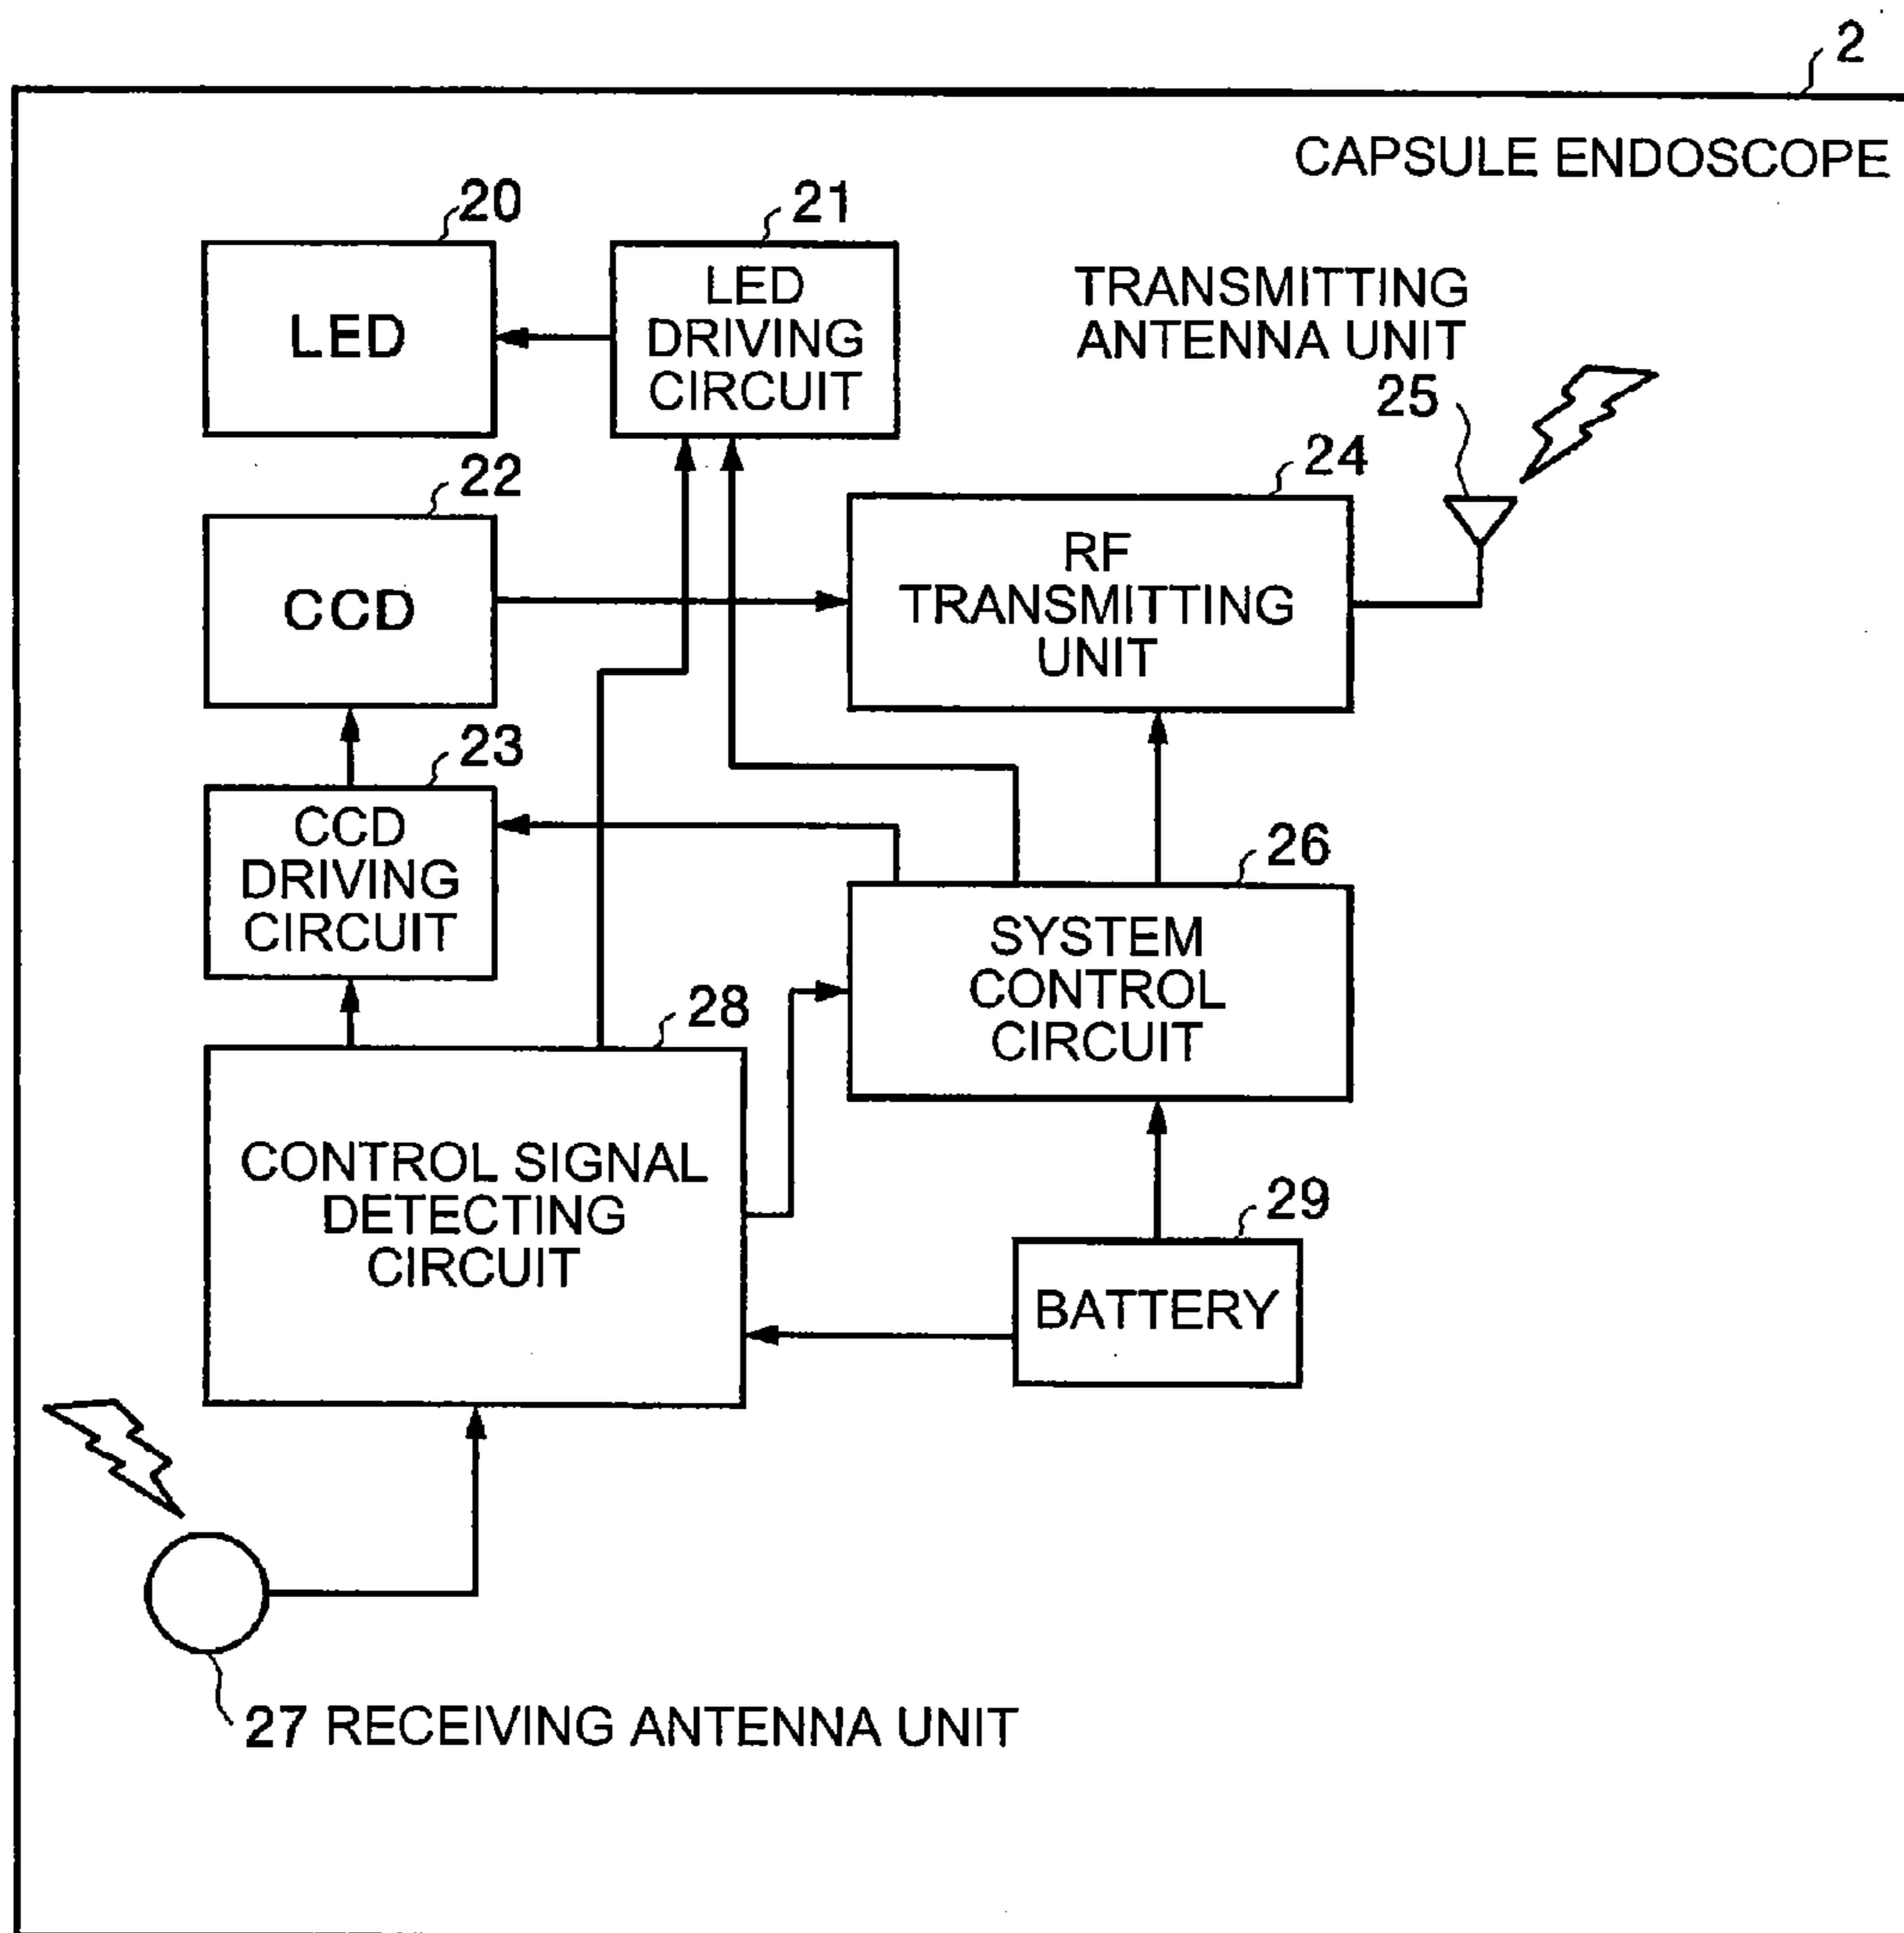 2
CAPSULE ENDOSCOPE
20
21
LED
LED
DRIVING
CIRCUIT
TRANSMITTING
ANTENNA UNIT
25
22
24
CCD
RF
TRANSMITTING
UNIT
23
CCD
DRIVING
CIRCUIT
26
SYSTEM
CONTROL
CIRCUIT
28
CONTROL SIGNAL
DETECTING
CIRCUIT
29
BATTERY
27 RECEIVING ANTENNA UNIT